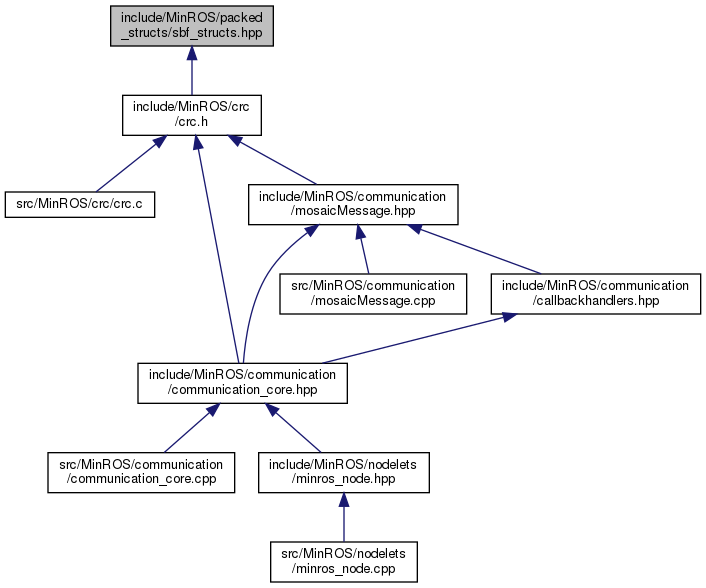 include/MinROS/packed
_structs/sbf_structs.hpp
include/MinROS/crc
/crc.h
src/MinROS/crc/crc.c
include/MinROS/communication
/mosaicMessage.hpp
src/MinROS/communication
/mosaicMessage.cpp
include/MinROS/communication
/callbackhandlers.hpp
include/MinROS/communication
/communication_core.hpp
src/MinROS/communication
/communication_core.cpp
include/MinROS/nodelets
/minros_node.hpp
src/MinROS/nodelets
/minros_node.cpp